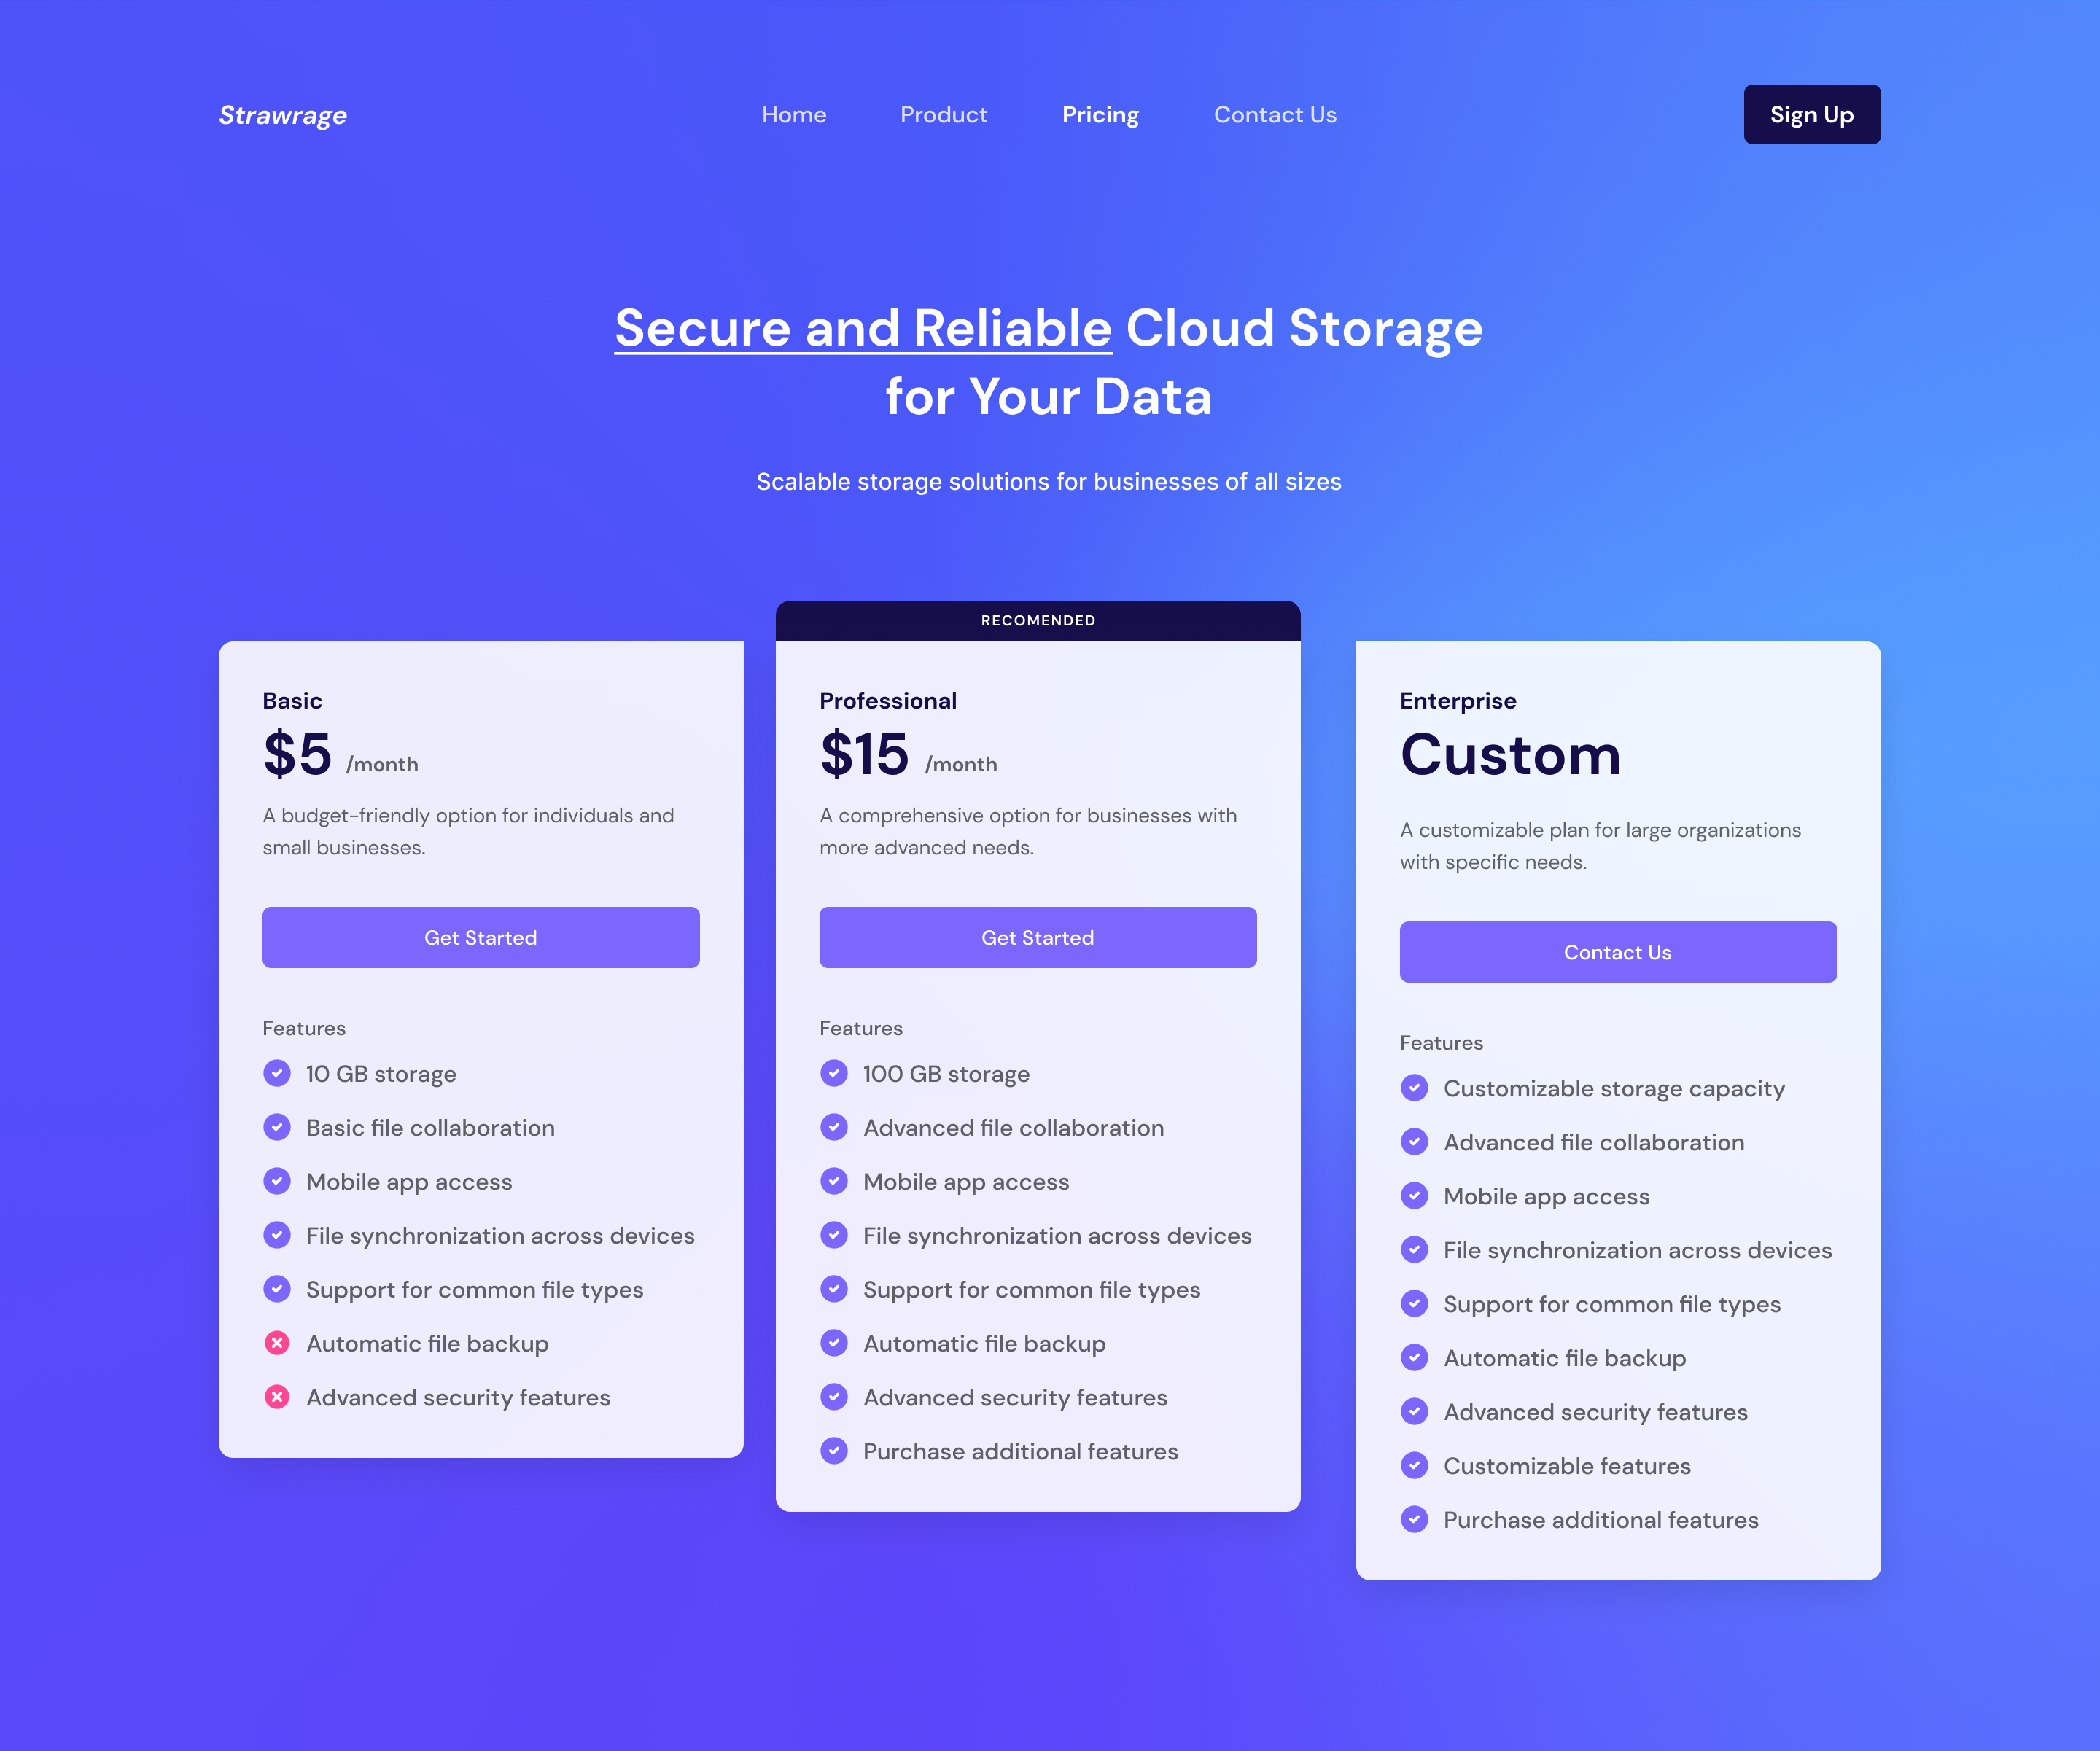 Strawrage
Home
Product
Pricing
Contact Us
Sign Up
Secure and Reliable Cloud Storage
for Your Data
Scalable storage solutions for businesses of all sizes
Basic
$5 /month
A budget-friendly option for individuals and
small businesses.
Get Started
Features
10 GB storage
Basic file collaboration
Mobile app access
File synchronization across devices
Support for common file types
Automatic file backup
Advanced security features
RECOMENDED
Professional
$15 /month
A comprehensive option for businesses with
more advanced needs.
Get Started
Features
100 GB storage
Advanced file collaboration
Mobile app access
File synchronization across devices
Support for common file types
Automatic file backup
Advanced security features
Purchase additional features
Enterprise
Custom
A customizable plan for large organizations
with specific needs.
Contact Us
Features
Customizable storage capacity
Advanced file collaboration
Mobile app access
File synchronization across devices
Support for common file types
Automatic file backup
Advanced security features
Customizable features
Purchase additional features